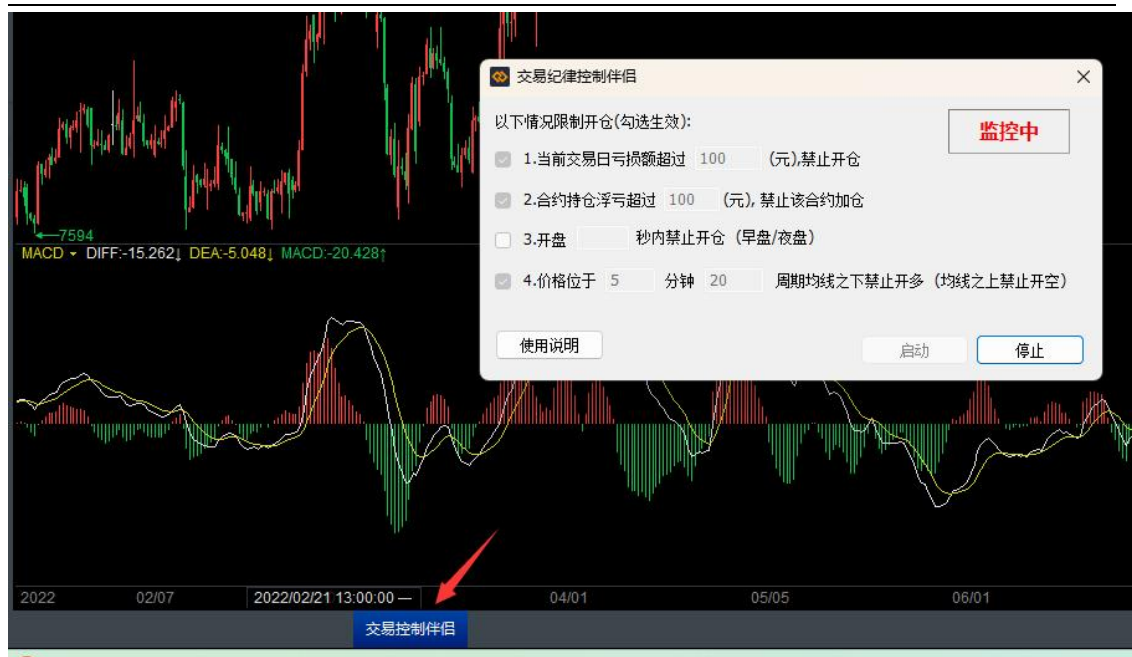 交易纪律控制伴侣
以下情况限制开仓(勾选生效):
监控中
1.当前交易日亏损额超过 100 (元),禁止开仓
2.合约持仓浮亏超过 100 (元), 禁止该合约加仓
3.开盘 秒内禁止开仓（早盘/夜盘）
4.价格位于 5 分钟 20 周期均线之下禁止开多（均线之上禁止开空）
使用说明 启动 停止
7594
MACD DIFF:-15.262↓ DEA:-5.048↓ MACD:-20.428↑
2022 02/07 2022/02/21 13:00:00 — 04/01 05/05 06/01
交易控制伴侣